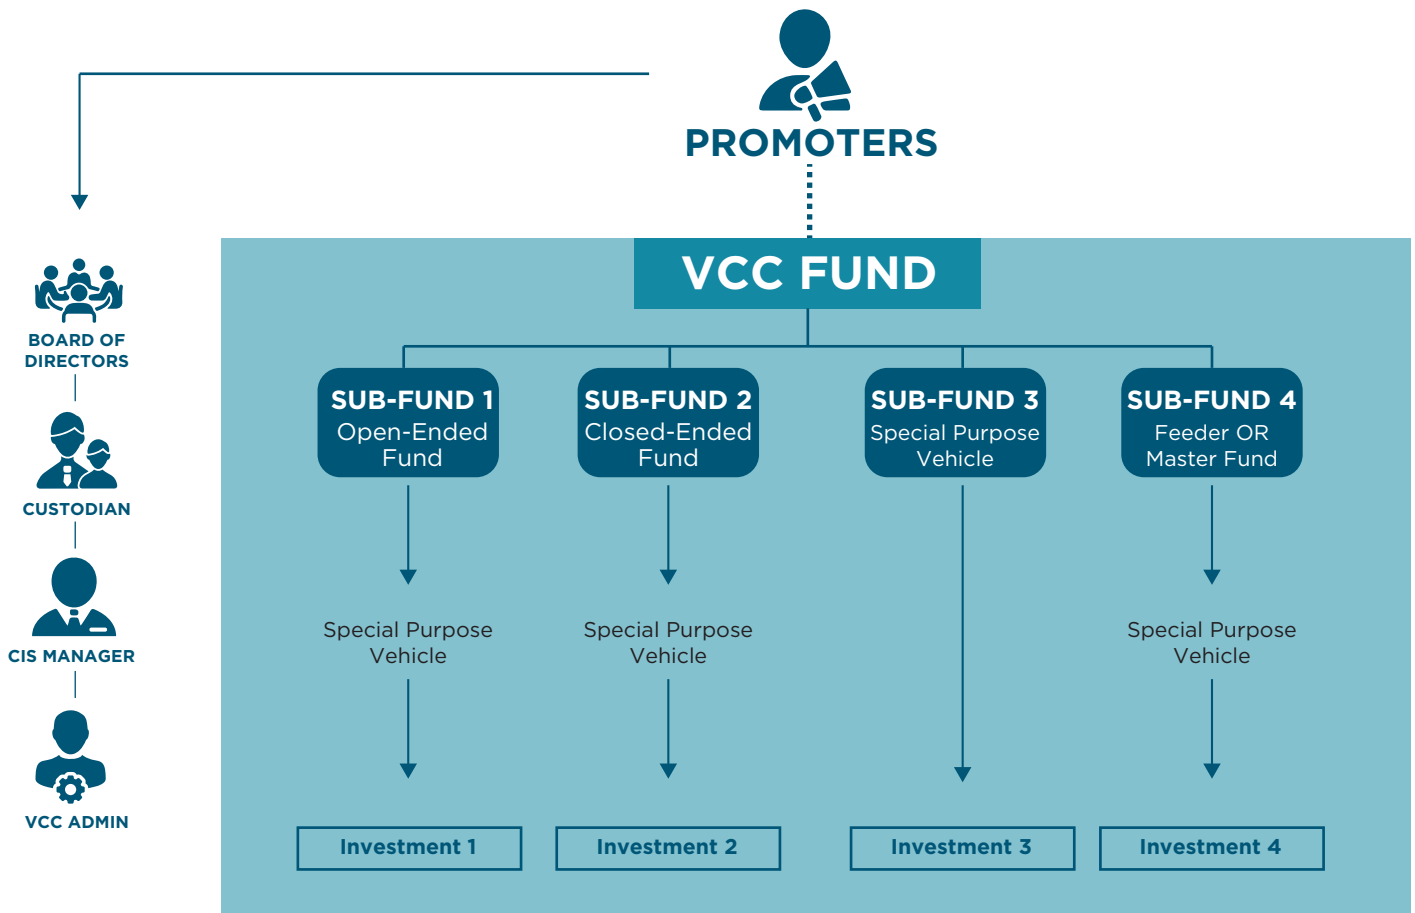 PROMOTERS
VCC FUND
BOARD OF
DIRECTORS
CUSTODIAN
CIS MANAGER
VCC ADMIN
SUB-FUND 1
Open-Ended
Fund
SUB-FUND 2
Closed-Ended
Fund
SUB-FUND 3
Special Purpose
Vehicle
SUB-FUND 4
Feeder OR
Master Fund
Special Purpose
Vehicle
Special Purpose
Vehicle
Special Purpose
Vehicle
Investment 1
Investment 2
Investment 3
Investment 4